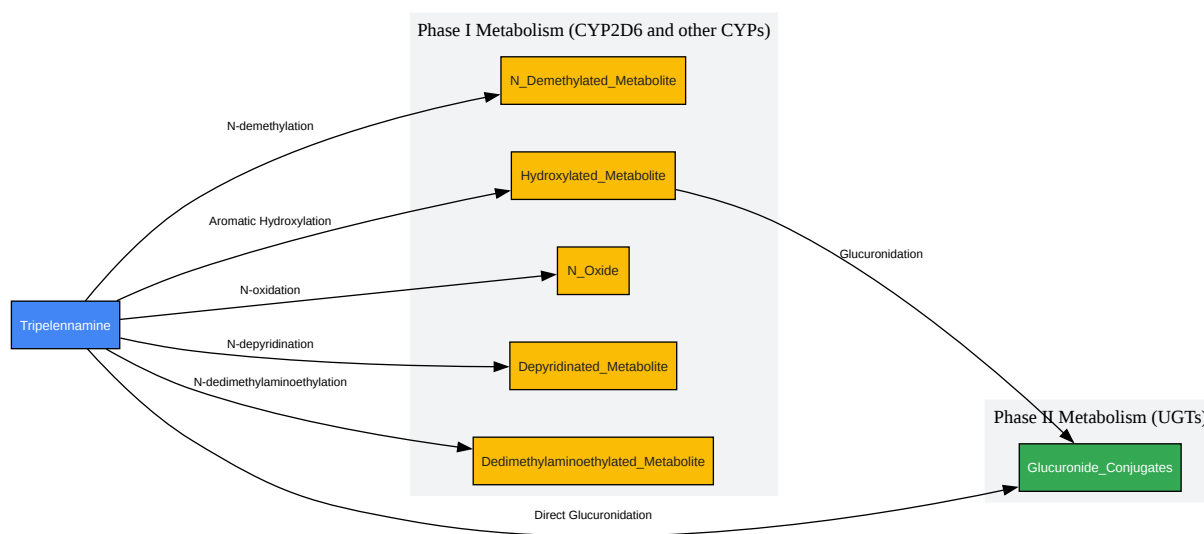 Phase I Metabolism (CYP2D6 and other CYPs)
N_Demethylated_Metabolite
N-demethylation
Hydroxylated_Metabolite
Aromatic Hydroxylation
Glucuronidation
N_Oxide
N-oxidation
Tripelennamine
N-depyridination
Depyridinated_Metabolite
N-dedimethylaminoethylation
Phase II Metabolism (UGTs)
Dedimethylaminoethylated_Metabolite
Glucuronide_Conjugates
Direct Glucuronidation